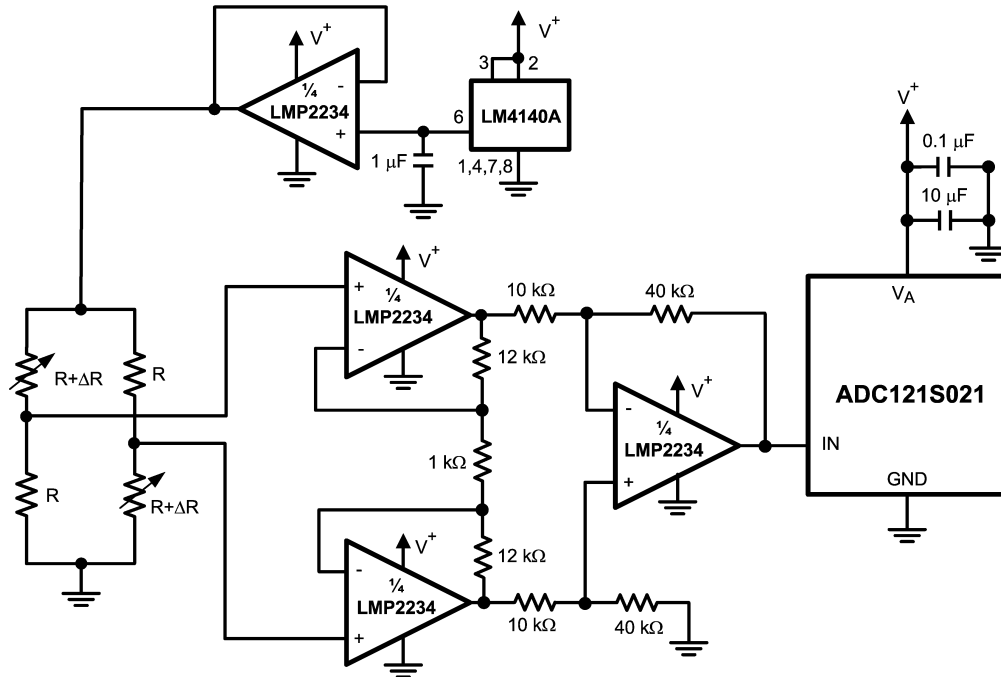 V+
V+
3
2
-
¼
LMP2234
+
6
LM4140A
1 µF
1,4,7,8
V+
0.1 µF
10 µF
V+
+
¼
LMP2234
-
10 kΩ
40 kΩ
VA
12 kΩ
R+ΔR
R
V+
-
¼
LMP2234
+
ADC121S021
IN
1 kΩ
GND
R
R+ΔR
V+
12 kΩ
-
¼
LMP2234
+
10 kΩ
40 kΩ